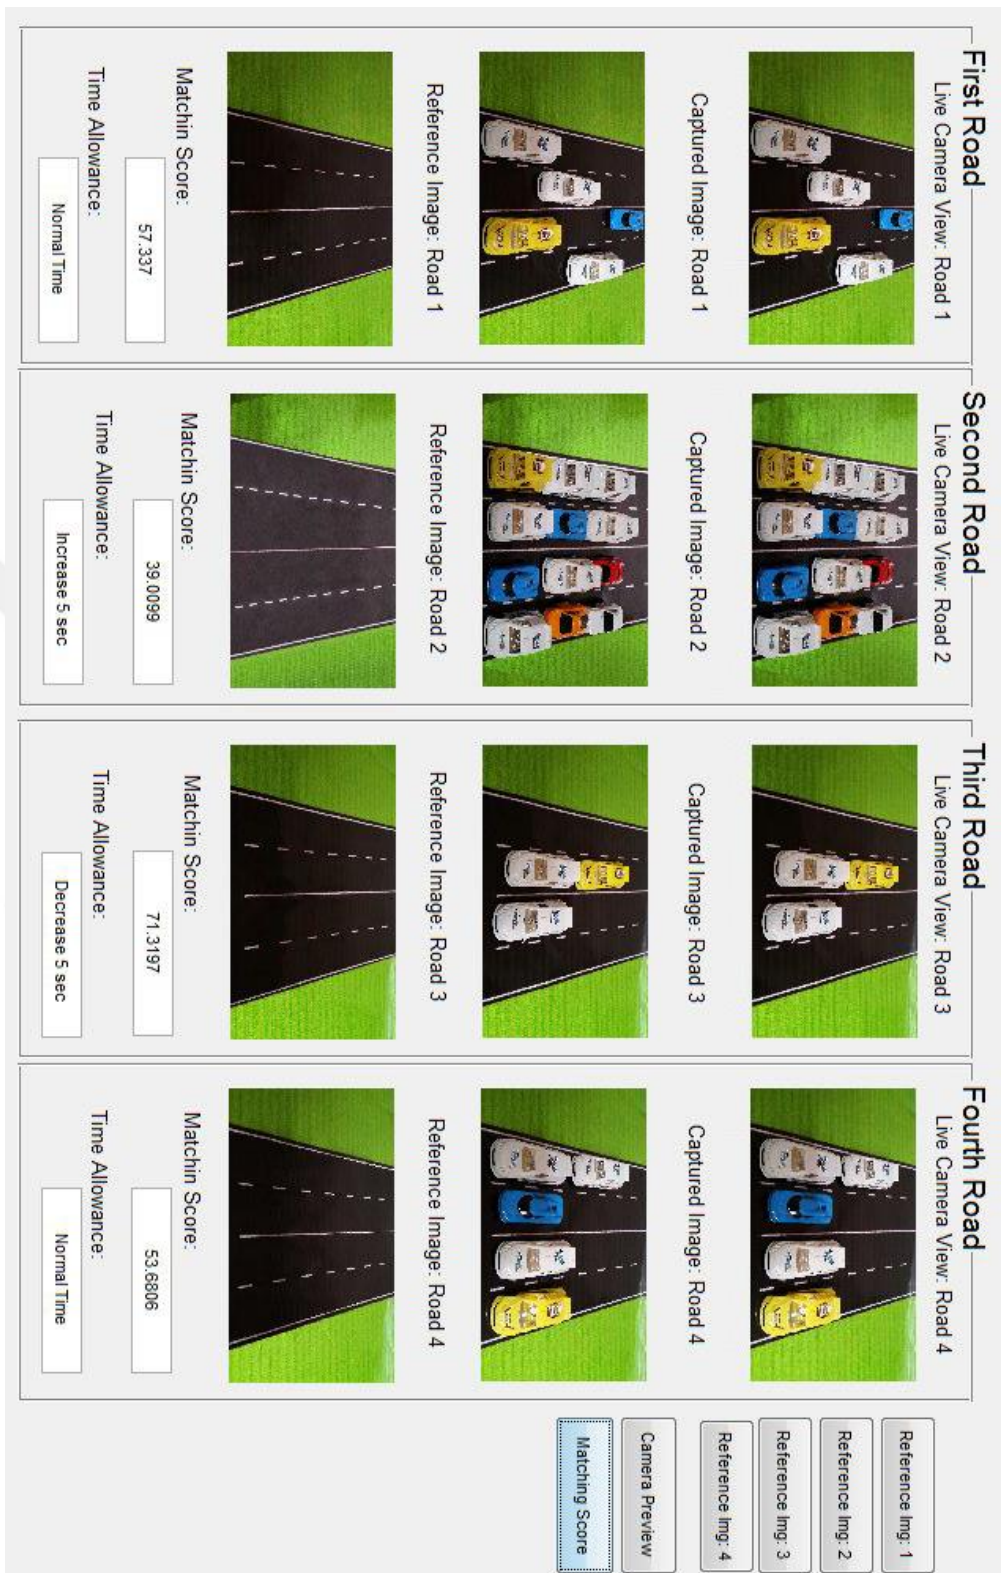 First Road
Live Camera View: Road 1
Captured Image: Road 1
Reference Image: Road 1
Matchin Score:
57.337
Time Allowance:
Normal Time
Second Road
Live Camera View: Road 2
Captured Image: Road 2
Reference Image: Road 2
Matchin Score:
39.0099
Time Allowance:
Increase 5 sec
Third Road
Live Camera View: Road 3
Captured Image: Road 3
Reference Image: Road 3
Matchin Score:
71.3197
Time Allowance:
Decrease 5 sec
Fourth Road
Live Camera View: Road 4
Captured Image: Road 4
Reference Image: Road 4
Matchin Score:
53.6806
Time Allowance:
Normal Time
Reference Img: 1
Reference Img: 2
Reference Img: 3
Reference Img: 4
Camera Preview
Matching Score